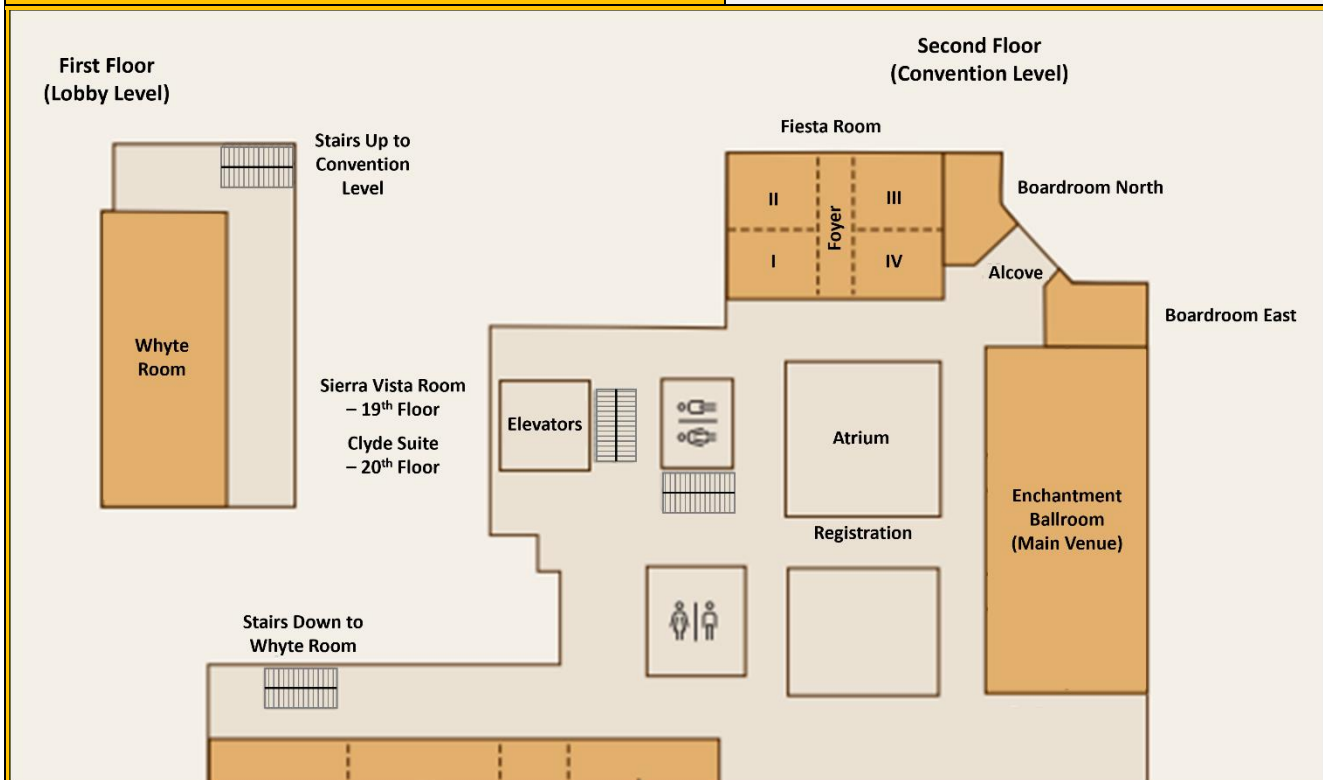 First Floor
(Lobby Level)
Second Floor
(Convention Level)
Stairs Up to
Convention
Level
Fiesta Room
II
III
Foyer
I
IV
Boardroom North
Alcove
Boardroom East
Whyte
Room
Sierra Vista Room
– 19th Floor
Clyde Suite
– 20th Floor
Elevators
Atrium
Registration
Enchantment
Ballroom
(Main Venue)
Stairs Down to
Whyte Room